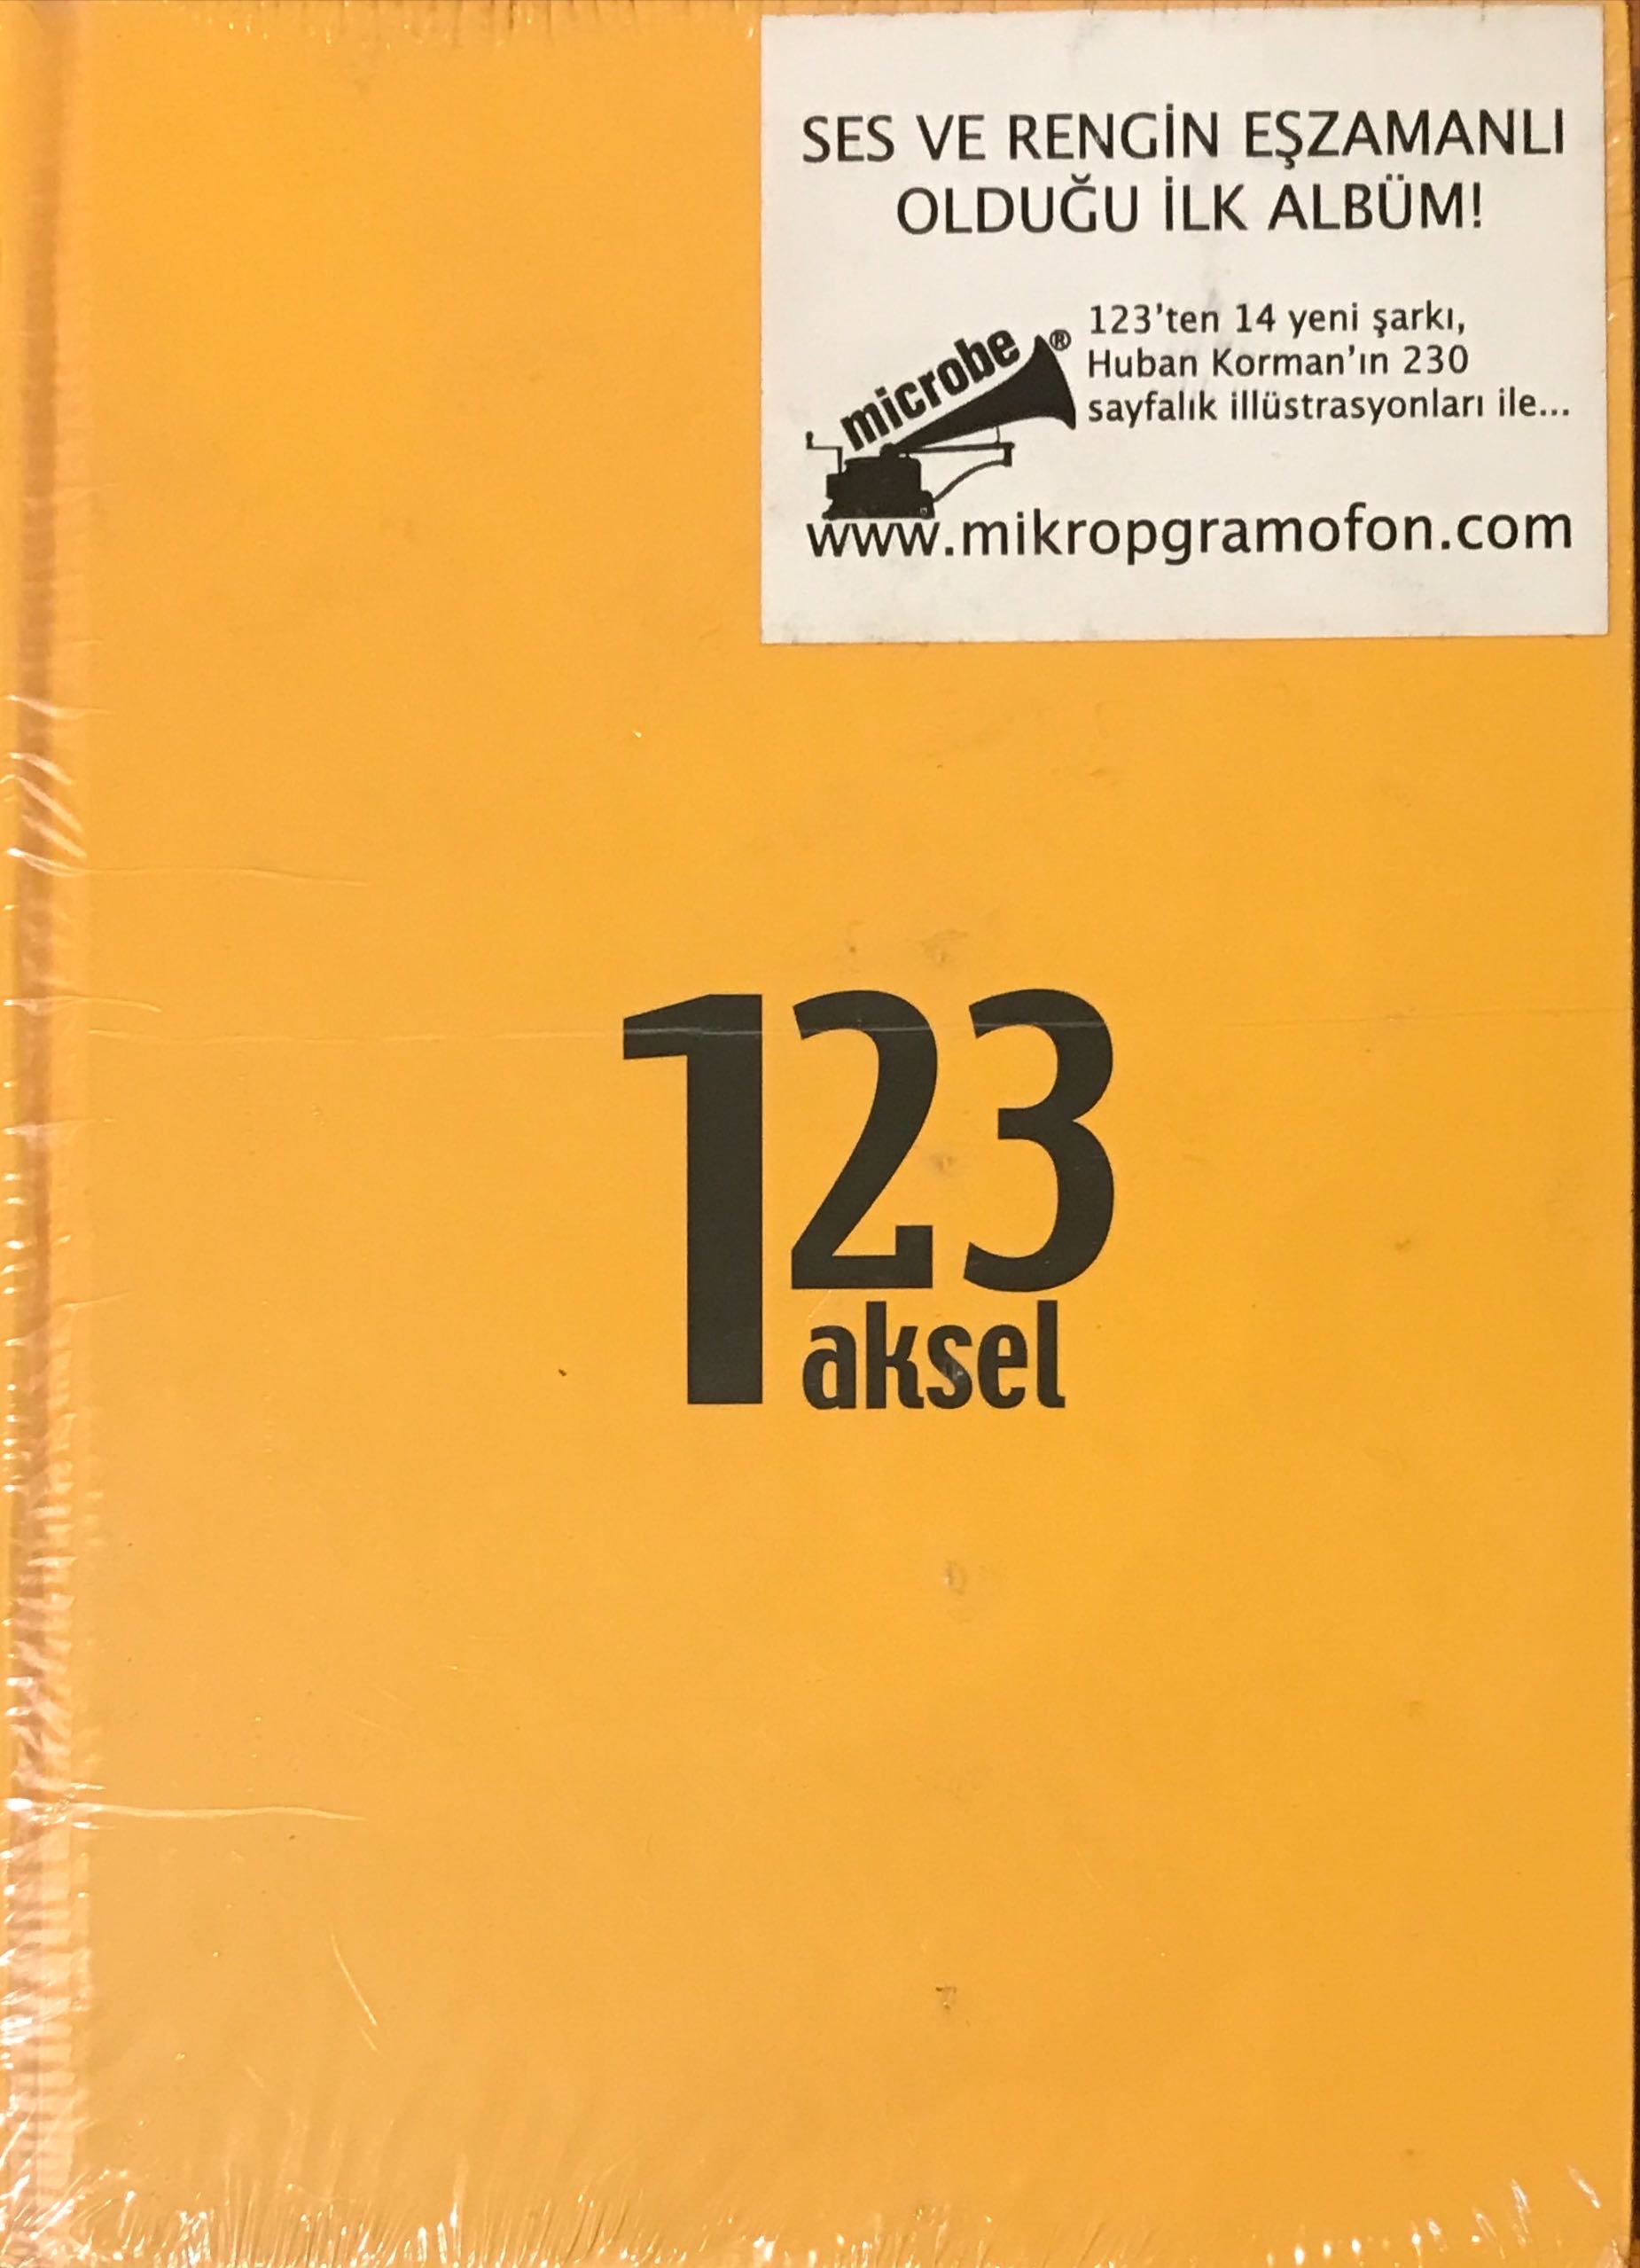 SES VE RENGİN EŞZAMANLI
OLDUĞU İLK ALBÜM!
microbe®
123'ten 14 yeni şarkı,
Huban Korman'ın 230
sayfalık illüstrasyonları ile...
www.mikropgramofon.com
123
aksel